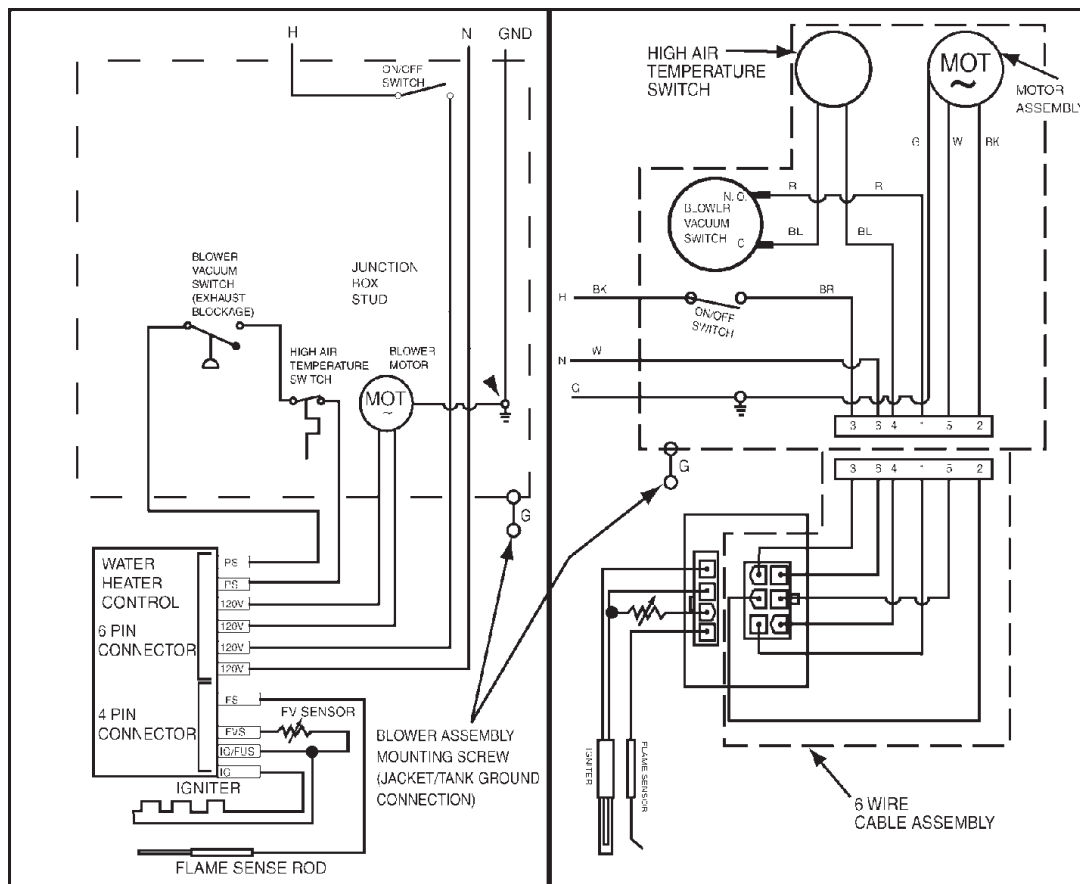 H
N
GND
ON/OFF
SWITCH
BLOWER
VACUUM
SWITCH
(EXHAUST
BLOCKAGE)
JUNCTION
BOX
STUD
HIGH AIR
TEMPERATURE
SWITCH
BLOWER
MOTOR
MOT
~
G
WATER
HEATER
CONTROL
6 PIN
CONNECTOR
PS
PS
120V
120V
120V
120V
4 PIN
CONNECTOR
FS
FV SENSOR
FVS
IG/FUS
IG
IGNITER
FLAME SENSE ROD
BLOWER ASSEMBLY
MOUNTING SCREW
(JACKET/TANK GROUND
CONNECTION)
HIGH AIR
TEMPERATURE
SWITCH
MOT
~
MOTOR
ASSEMBLY
G W BK
N.O.
BLOWER
VACUUM
SWITCH
C
R R
BL BL
H BK
BR
ON/OFF
SWITCH
N W
G
3 6 4 1 5 2
G
3 6 4 1 5 2
IGNITER
FLAME SENSOR
6 WIRE
CABLE ASSEMBLY